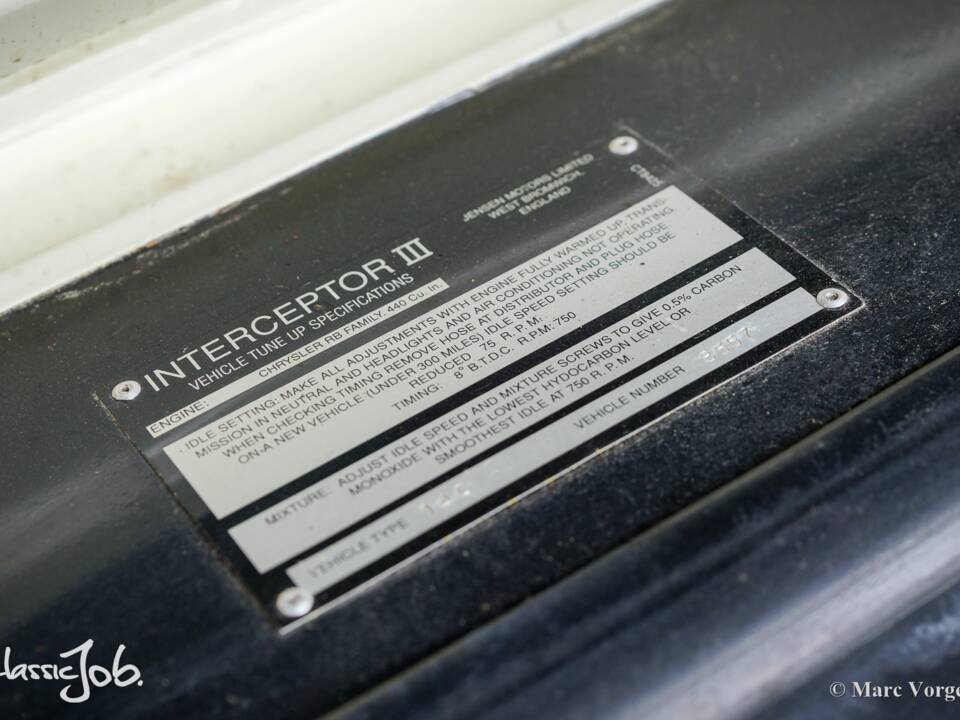 JENSEN MOTORS LIMITED
WEST BROMWICH,
ENGLAND
INTERCEPTOR III
VEHICLE TUNE UP SPECIFICATIONS
ENGINE: CHRYSLER RB FAMILY. 440 Cu. In.
IDLE SETTING: MAKE ALL ADJUSTMENTS WITH ENGINE FULLY WARMED UP. TRANS-
MISSION IN NEUTRAL AND HEADLIGHTS AND AIR CONDITIONING NOT OPERATING.
WHEN CHECKING TIMING REMOVE HOSE AT DISTRIBUTOR AND PLUG HOSE
ON A NEW VEHICLE (UNDER 300 MILES) IDLE SPEED SETTING SHOULD BE
REDUCED 75 R.P.M.
TIMING: 8° B.T.D.C. R.P.M: 750
MIXTURE: ADJUST IDLE SPEED AND MIXTURE SCREWS TO GIVE 0.5% CARBON
MONOXIDE WITH THE LOWEST HYDOCARBON LEVEL OR
SMOOTHEST IDLE AT 750 R. P. M.
VEHICLE TYPE VEHICLE NUMBER
classic Job.
© Marc Vorge